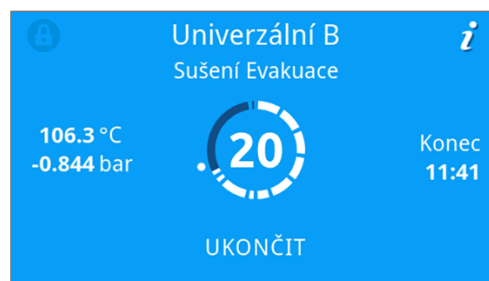 Univerzální B
i
Sušení Evakuace
106.3 °C
-0.844 bar
20
Konec
11:41
UKONČIT